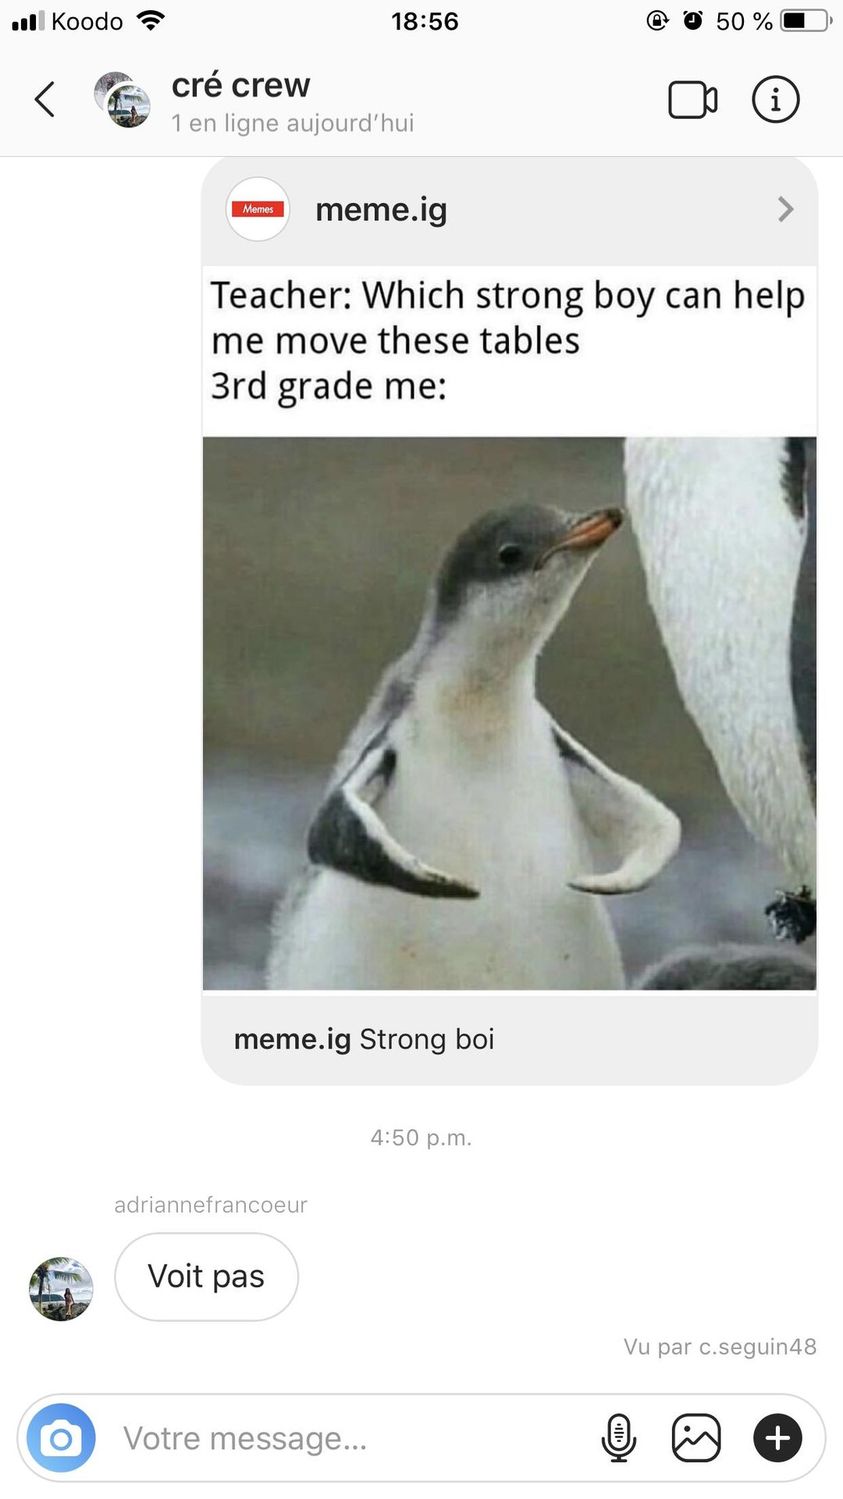 Koodo 18:56 50 %
cré crew
1 en ligne aujourd'hui
Memes
meme.ig
Teacher: Which strong boy can help
me move these tables
3rd grade me:
meme.ig Strong boi
4:50 p.m.
adriannefrancoeur
Voit pas
Vu par c.seguin48
Votre message...